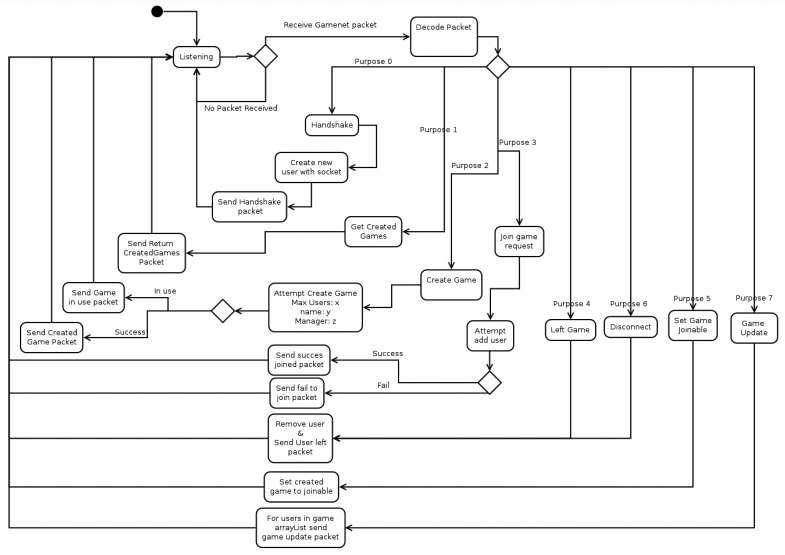 Receive Gamenet packet
Decode Packet
Listening
Purpose 0
No Packet Received
Handshake
Purpose 1
Purpose 3
Create new
user with socket
Purpose 2
Send Handshake
packet
Get Created
Games
Send Return
CreatedGames
Packet
Join game
request
Create Game
Send Game
in use packet
In use
Attempt Create Game
Max Users: x
name: y
Manager: z
Purpose 4
Purpose 6
Purpose 5
Purpose 7
Send Created
Game Packet
Success
Attempt
add user
Left Game
Disconnect
Set Game
Joinable
Game
Update
Send succes
joined packet
Success
Send fail to
join packet
Fail
Remove user
&
Send User left
packet
Set created
game to joinable
For users in game
arrayList send
game update packet